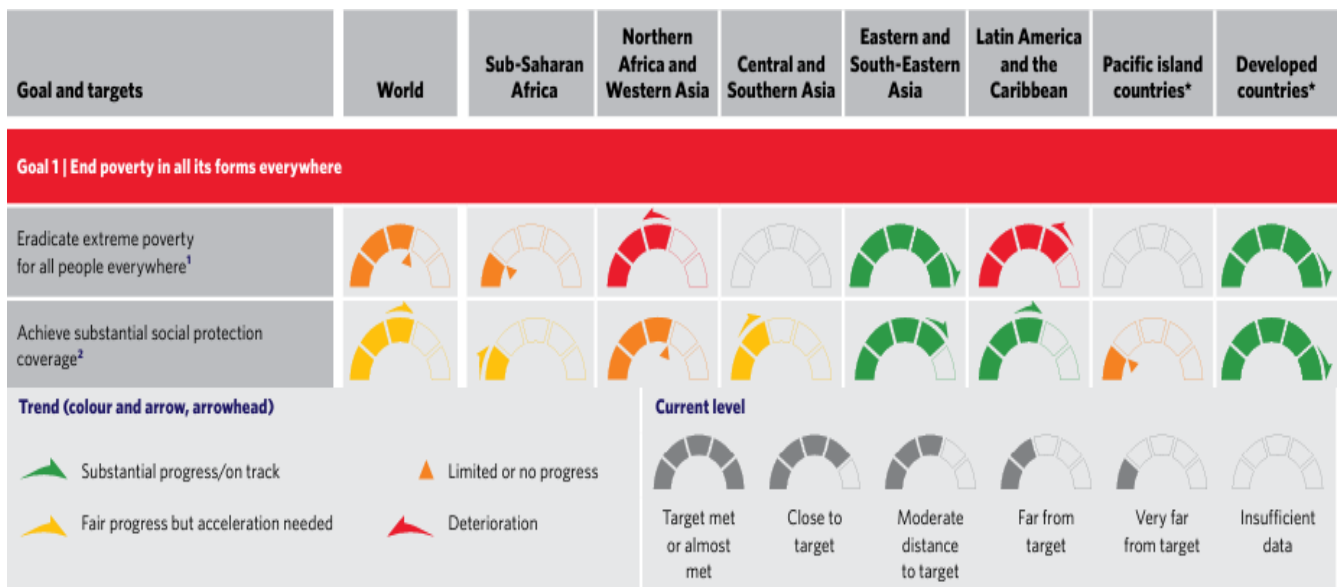 Goal and targets
World
Sub-Saharan
Africa
Northern
Africa and
Western Asia
Central and
Southern Asia
Eastern and
South-Eastern
Asia
Latin America
and the
Caribbean
Pacific island
countries*
Developed
countries*
Goal 1 | End poverty in all its forms everywhere
Eradicate extreme poverty
for all people everywhere1
Achieve substantial social protection
coverage2
Trend (colour and arrow, arrowhead)
Substantial progress/on track
Limited or no progress
Fair progress but acceleration needed
Deterioration
Current level
Target met
or almost
met
Close to
target
Moderate
distance
to target
Far from
target
Very far
from target
Insufficient
data